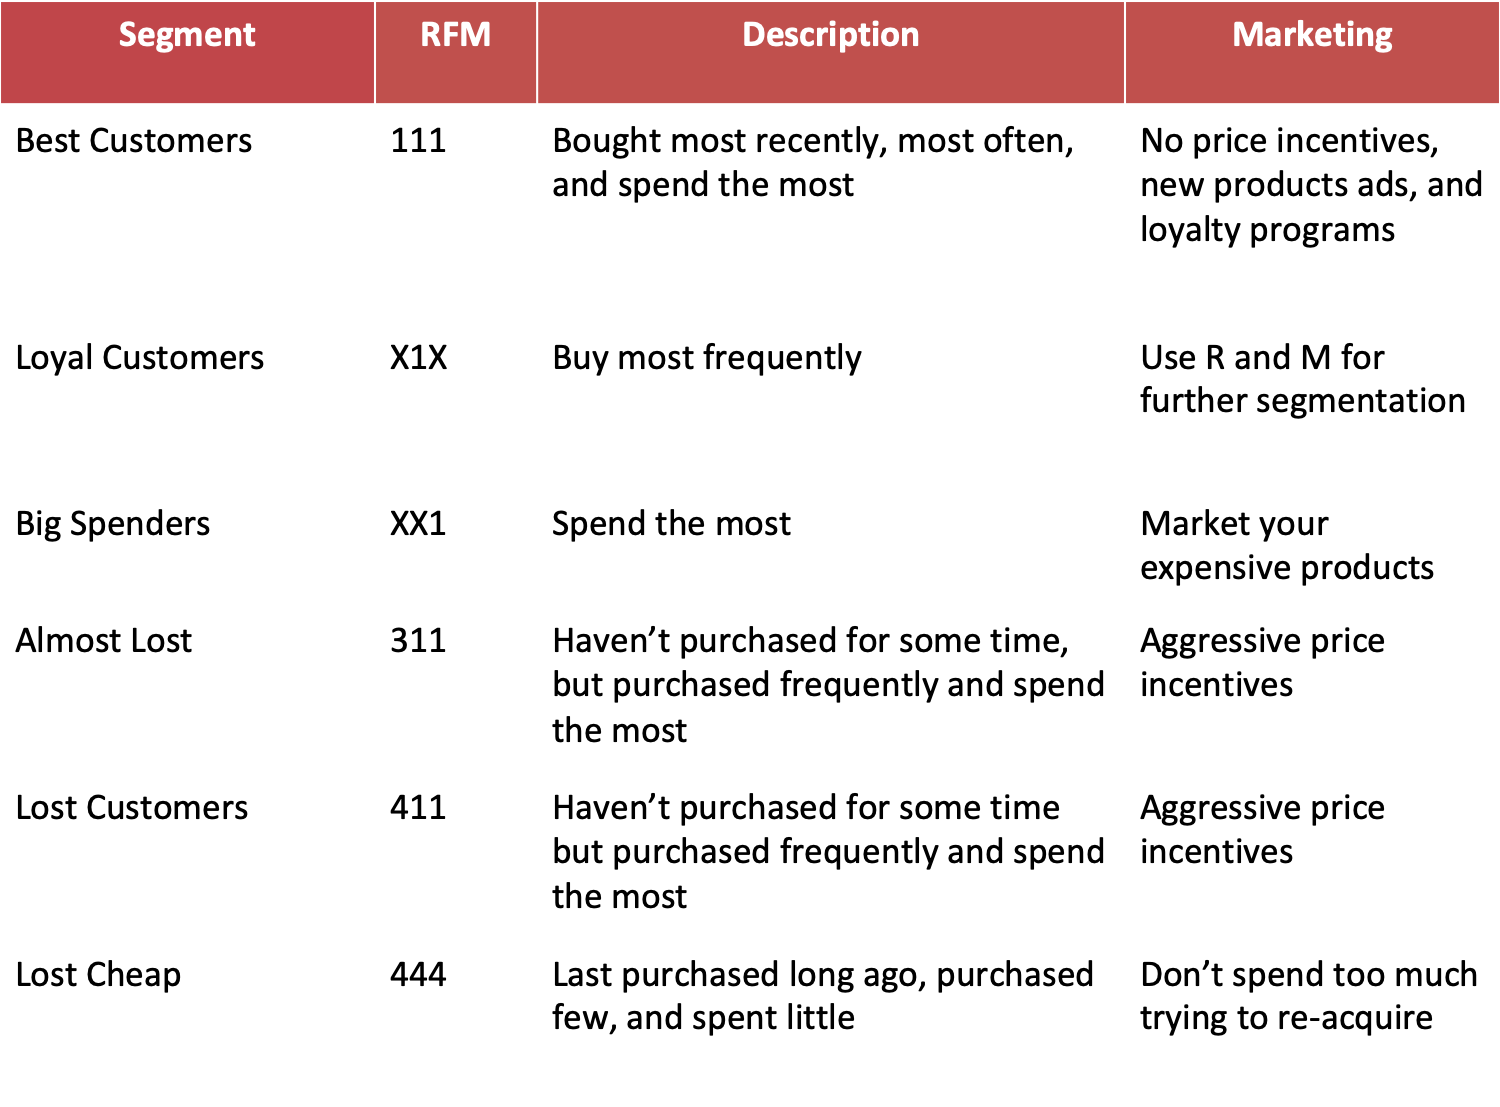 Segment RFM Description Marketing
Best Customers 111 Bought most recently, most often, No price incentives,
and spend the most new products ads, and
loyalty programs
Loyal Customers X1X Buy most frequently Use R and M for
further segmentation
Big Spenders XX1 Spend the most Market your
expensive products
Almost Lost 311 Haven’t purchased for some time, Aggressive price
but purchased frequently and spend incentives
the most
Lost Customers 411 Haven’t purchased for some time Aggressive price
but purchased frequently and spend incentives
the most
Lost Cheap 444 Last purchased long ago, purchased Don’t spend too much
few, and spent little trying to re-acquire